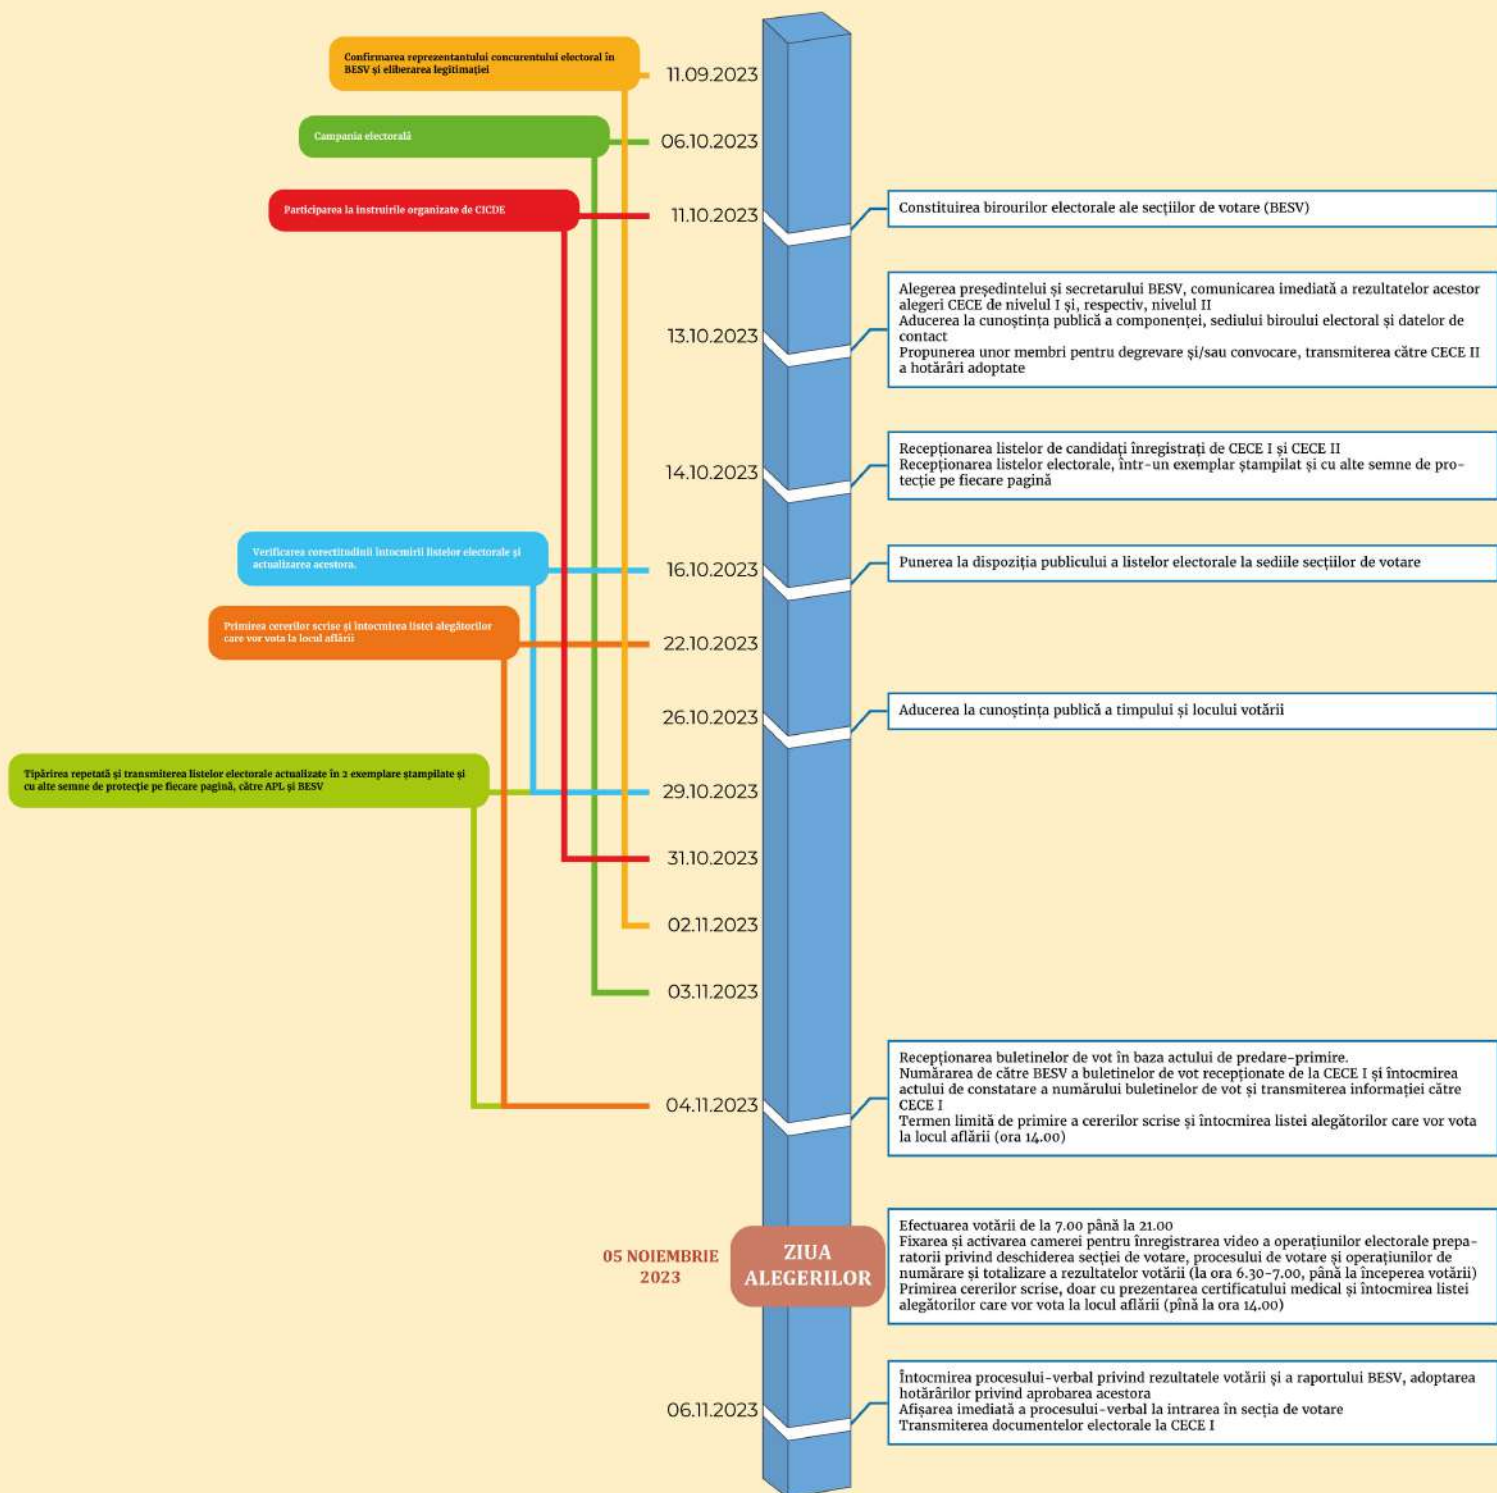 Confirmarea reprezentantului concurentului electoral în
BESV și eliberarea legitimației
11.09.2023
Campania electorală
06.10.2023
Participarea la instruirile organizate de CICDE
11.10.2023
Constituirea birourilor electorale ale secțiilor de votare (BESV)
13.10.2023
Alegerea președintelui și secretarului BESV, comunicarea imediată a rezultatelor acestor
alegeri CECE de nivelul I și, respectiv, nivelul II
Aducerea la cunoștința publică a componenței, sediului biroului electoral și datelor de
contact
Propunerea unor membri pentru degrevare și/sau convocare, transmiterea către CECE II
a hotărâri adoptate
14.10.2023
Recepționarea listelor de candidați înregistrați de CECE I și CECE II
Recepționarea listelor electorale, într-un exemplar ștampilat și cu alte semne de pro-
tecție pe fiecare pagină
Verificarea corectitudinii întocmirii listelor electorale și
actualizarea acestora.
16.10.2023
Punerea la dispoziția publicului a listelor electorale la sediile secțiilor de votare
Primirea cererilor scrise și întocmirea listei alegătorilor
care vor vota la locul aflării
22.10.2023
26.10.2023
Aducerea la cunoștința publică a timpului și locului votării
Tipărirea repetată și transmiterea listelor electorale actualizate în 2 exemplare ștampilate și
cu alte semne de protecție pe fiecare pagină, către APL și BESV
29.10.2023
31.10.2023
02.11.2023
03.11.2023
04.11.2023
Recepționarea buletinelor de vot în baza actului de predare-primire.
Numărarea de către BESV a buletinelor de vot recepționate de la CECE I și întocmirea
actului de constatare a numărului buletinelor de vot și transmiterea informației către
CECE I
Termen limită de primire a cererilor scrise și întocmirea listei alegătorilor care vor vota
la locul aflării (ora 14.00)
05 NOIEMBRIE
2023
ZIUA
ALEGERILOR
Efectuarea votării de la 7.00 până la 21.00
Fixarea și activarea camerei pentru înregistrarea video a operațiunilor electorale prepa-
ratorii privind deschiderea secției de votare, procesului de votare și operațiunilor de
numărare și totalizare a rezultatelor votării (la ora 6.30-7.00, până la începerea votării)
Primirea cererilor scrise, doar cu prezentarea certificatului medical și întocmirea listei
alegătorilor care vor vota la locul aflării (pînă la ora 14.00)
06.11.2023
Întocmirea procesului-verbal privind rezultatele votării și a raportului BESV, adoptarea
hotărârilor privind aprobarea acestora
Afișarea imediată a procesului-verbal la intrarea în secția de votare
Transmiterea documentelor electorale la CECE I